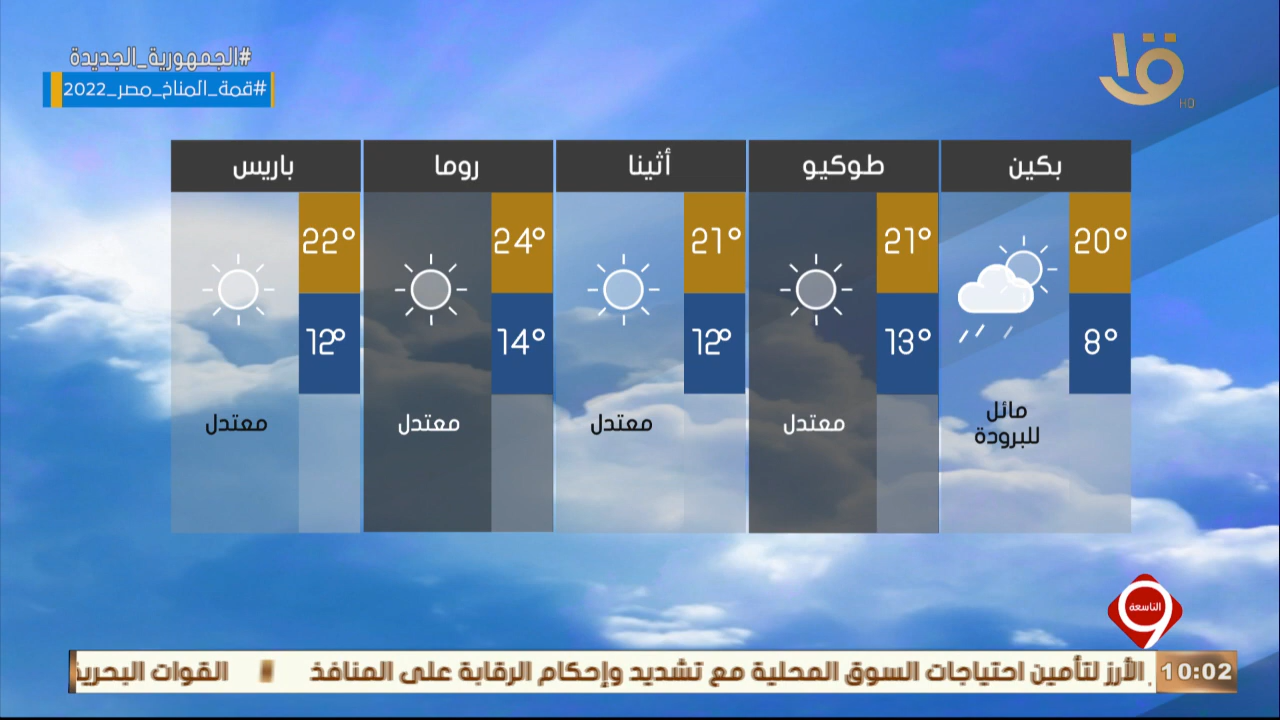 #الجمهورية_الجديدة
#قمة_المناخ_مصر_2022
HD
بكين
20°
8°
مائل
للبرودة
طوكيو
21°
13°
معتدل
أثينا
21°
12°
معتدل
روما
24°
14°
معتدل
باريس
22°
12°
معتدل
التاسعة
9
10:02
الأرز لتأمين احتياجات السوق المحلية مع تشديد وإحكام الرقابة على المنافذ
القوات